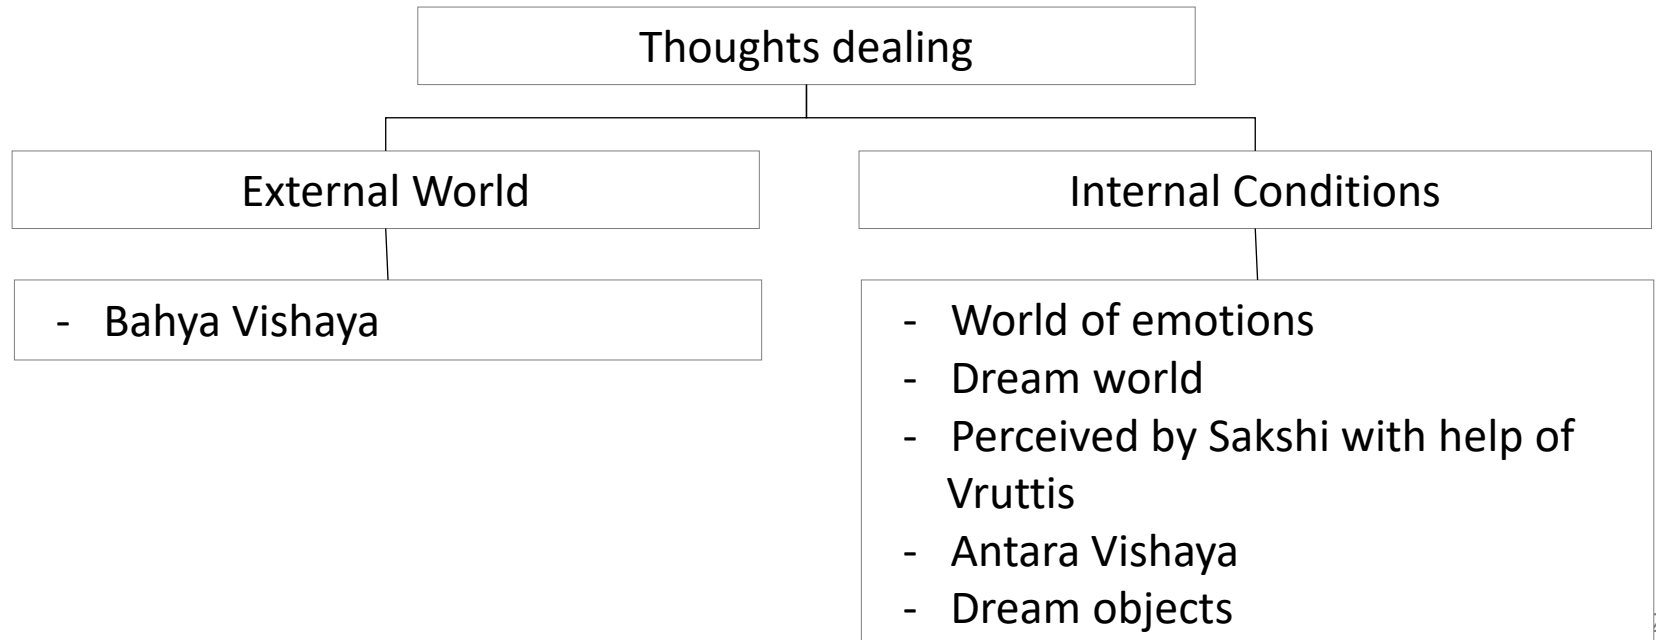 Thoughts dealing
External World
Internal Conditions
- Bahya Vishaya
- World of emotions
- Dream world
- Perceived by Sakshi with help of
Vruttis
- Antara Vishaya
- Dream objects